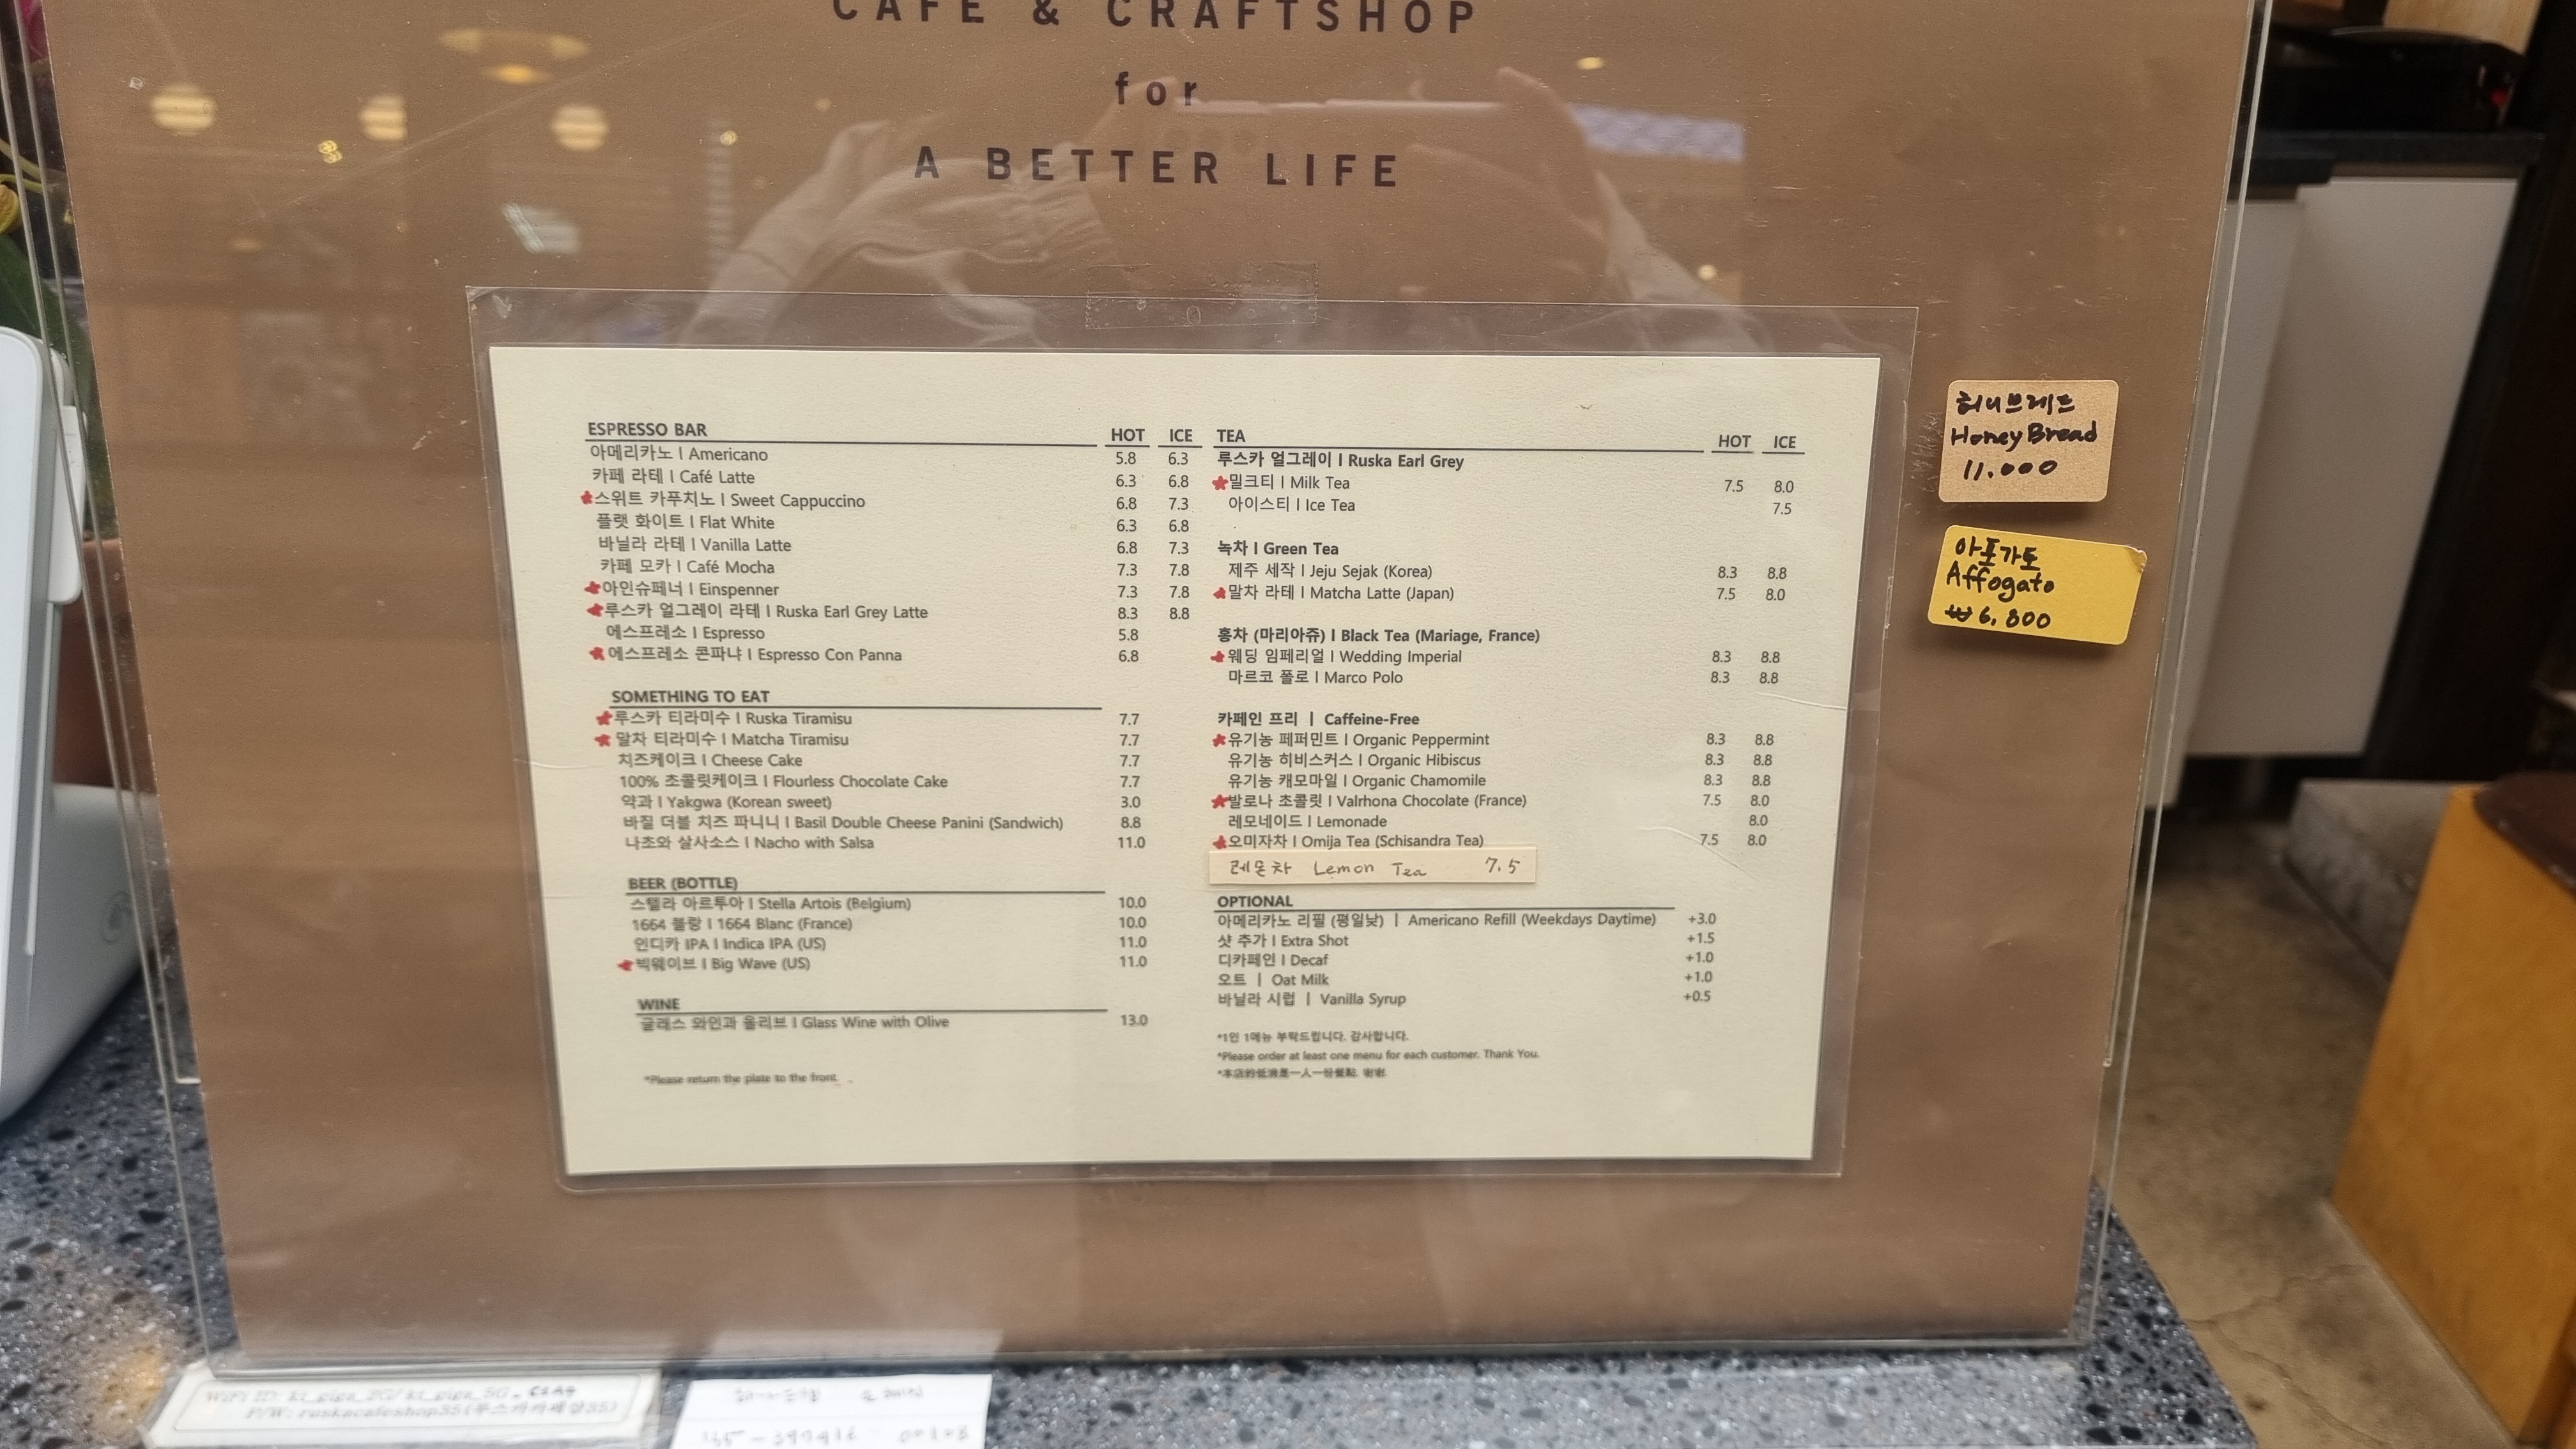 CAFE & CRAFTSHOP
for
A BETTER LIFE
ESPRESSO BAR HOT ICE
아메리카노 | Americano 5.8 6.3
카페 라테 | Café Latte 6.3 6.8
스위트 카푸치노 | Sweet Cappuccino 6.8 7.3
플랫 화이트 | Flat White 6.3 6.8
바닐라 라테 | Vanilla Latte 6.8 7.3
카페 모카 | Café Mocha 7.3 7.8
아인슈페너 | Einspenner 7.3 7.8
루스카 얼그레이 라테 | Ruska Earl Grey Latte 8.3 8.8
에스프레소 | Espresso 5.8
에스프레소 콘파냐 | Espresso Con Panna 6.8
SOMETHING TO EAT
루스카 티라미수 | Ruska Tiramisu 7.7
말차 티라미수 | Matcha Tiramisu 7.7
치즈케이크 | Cheese Cake 7.7
100% 초콜릿케이크 | Flourless Chocolate Cake 7.7
약과 | Yakgwa (Korean sweet) 3.0
바질 더블 치즈 파니니 | Basil Double Cheese Panini (Sandwich) 8.8
나초와 살사소스 | Nacho with Salsa 11.0
BEER (BOTTLE)
스텔라 아르투아 | Stella Artois (Belgium) 10.0
1664 블랑 | 1664 Blanc (France) 10.0
인디카 IPA | Indica IPA (US) 11.0
빅웨이브 | Big Wave (US) 11.0
WINE
글래스 와인과 올리브 | Glass Wine with Olive 13.0
*Please return the plate to the front.
TEA HOT ICE
루스카 얼그레이 | Ruska Earl Grey
밀크티 | Milk Tea 7.5 8.0
아이스티 | Ice Tea 7.5
녹차 | Green Tea
제주 세작 | Jeju Sejak (Korea) 8.3 8.8
말차 라테 | Matcha Latte (Japan) 7.5 8.0
홍차 (마리아쥬) | Black Tea (Mariage, France)
웨딩 임페리얼 | Wedding Imperial 8.3 8.8
마르코 폴로 | Marco Polo 8.3 8.8
카페인 프리 | Caffeine-Free
유기농 페퍼민트 | Organic Peppermint 8.3 8.8
유기농 히비스커스 | Organic Hibiscus 8.3 8.8
유기농 캐모마일 | Organic Chamomile 8.3 8.8
발로나 초콜릿 | Valrhona Chocolate (France) 7.5 8.0
레모네이드 | Lemonade 8.0
오미자차 | Omija Tea (Schisandra Tea) 7.5 8.0
레몬차 Lemon Tea 7.5
OPTIONAL
아메리카노 리필 (평일낮) | Americano Refill (Weekdays Daytime) +3.0
샷 추가 | Extra Shot +1.5
디카페인 | Decaf +1.0
오트 | Oat Milk +1.0
바닐라 시럽 | Vanilla Syrup +0.5
*1인 1메뉴 부탁드립니다. 감사합니다.
*Please order at least one menu for each customer. Thank You.
*本店的低消是一人一份餐點. 谢谢.
허니브레드
Honey Bread
11.000
아포가토
Affogato
₩6,800
WiFi ID:
P/W: ruskacafeshop35